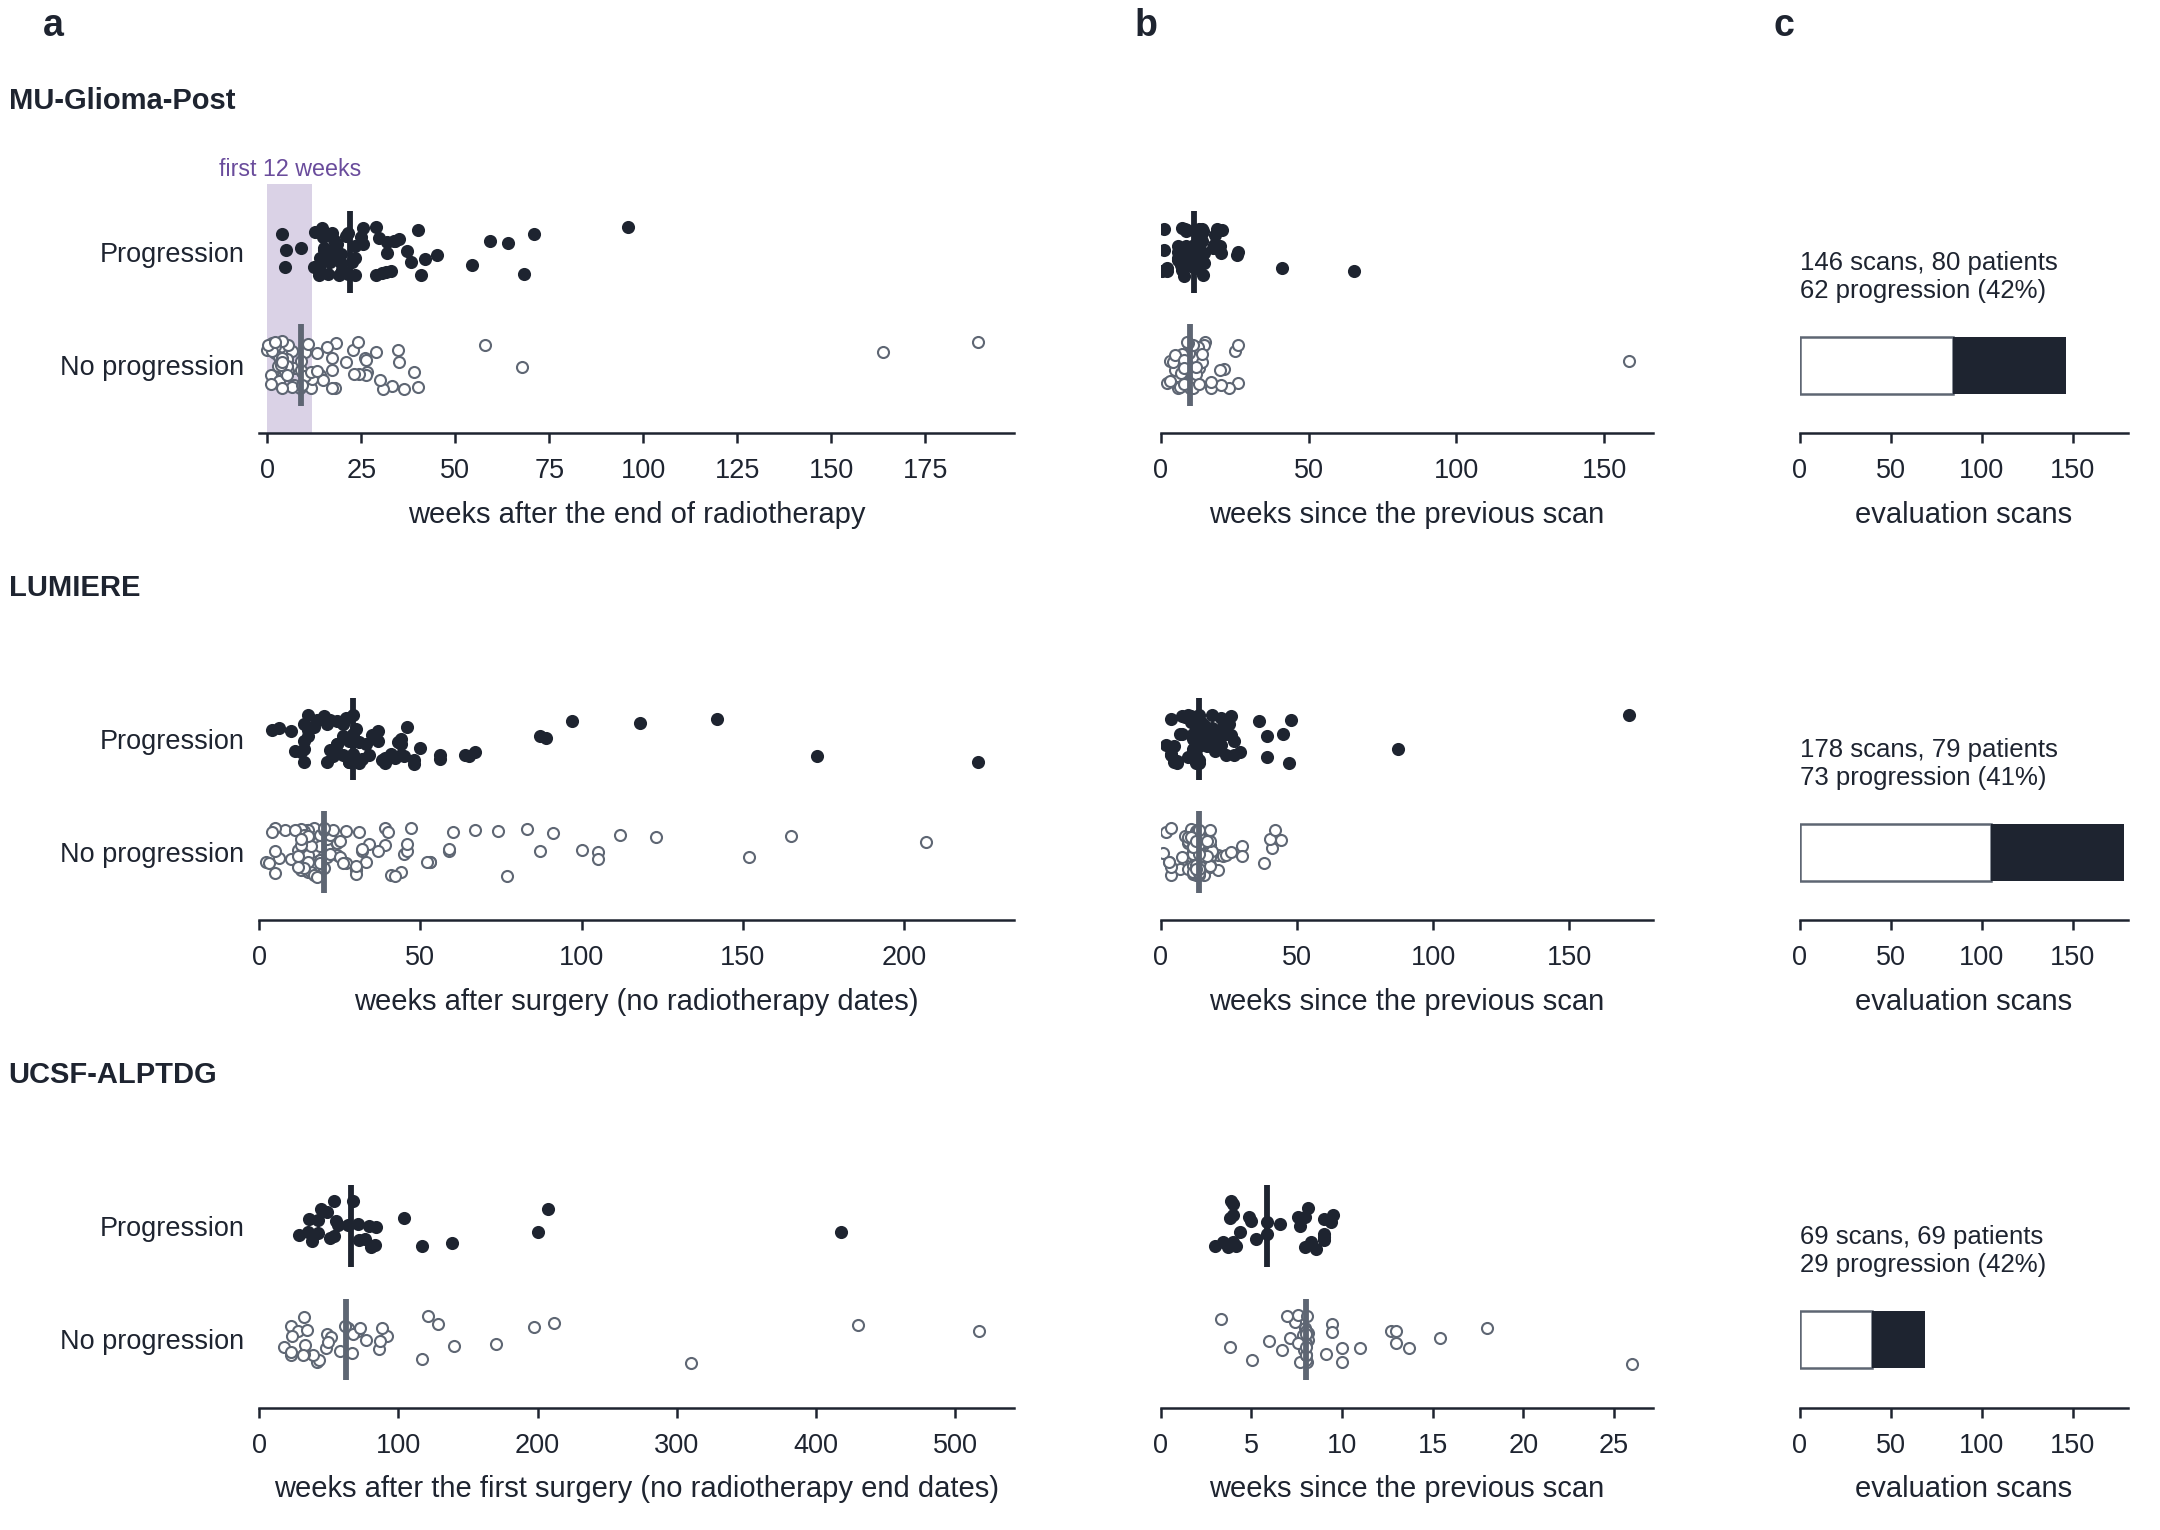 a
b
c
MU-Glioma-Post
first 12 weeks
Progression
No progression
146 scans, 80 patients
62 progression (42%)
0 25 50 75 100 125 150 175
0 50 100 150
0 50 100 150
weeks after the end of radiotherapy
weeks since the previous scan
evaluation scans
LUMIERE
Progression
No progression
178 scans, 79 patients
73 progression (41%)
0 50 100 150 200
0 50 100 150
0 50 100 150
weeks after surgery (no radiotherapy dates)
weeks since the previous scan
evaluation scans
UCSF-ALPTDG
Progression
No progression
69 scans, 69 patients
29 progression (42%)
0 100 200 300 400 500
0 5 10 15 20 25
0 50 100 150
weeks after the first surgery (no radiotherapy end dates)
weeks since the previous scan
evaluation scans